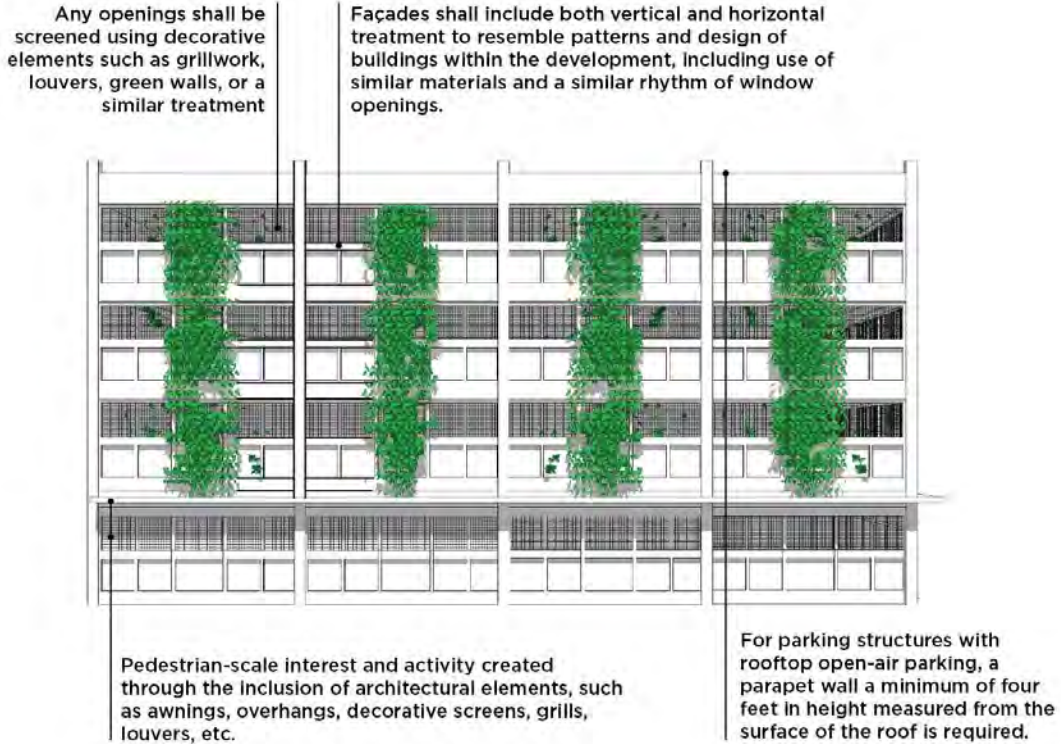 Any openings shall be
screened using decorative
elements such as grillwork,
louvers, green walls, or a
similar treatment
Façades shall include both vertical and horizontal
treatment to resemble patterns and design of
buildings within the development, including use of
similar materials and a similar rhythm of window
openings.
Pedestrian-scale interest and activity created
through the inclusion of architectural elements, such
as awnings, overhangs, decorative screens, grills,
louvers, etc.
For parking structures with
rooftop open-air parking, a
parapet wall a minimum of four
feet in height measured from the
surface of the roof is required.